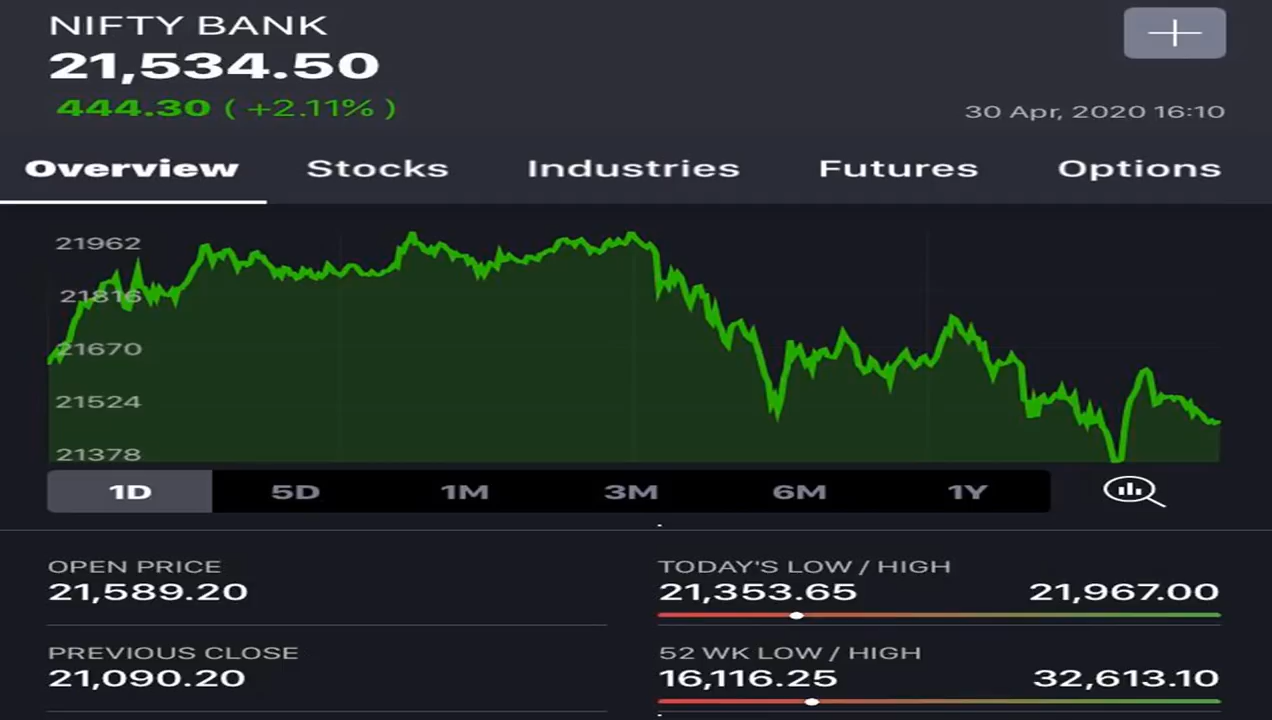 NIFTY BANK
21,534.50
444.30 ( +2.11% )
30 Apr, 2020 16:10
Overview Stocks Industries Futures Options
21962
21816
21670
21524
21378
1D 5D 1M 3M 6M 1Y
OPEN PRICE
21,589.20
TODAY'S LOW / HIGH
21,353.65 21,967.00
PREVIOUS CLOSE
21,090.20
52 WK LOW / HIGH
16,116.25 32,613.10